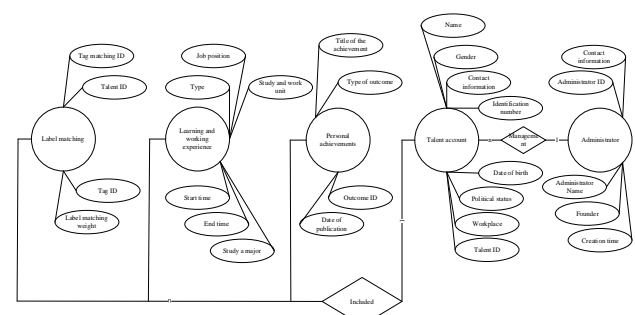 Name
Title of the
achievement
Tag matching ID
Job position
Gender
Contact
information
Talent ID
Type
Study and work
unit
Type of outcome
Contact
information
Administrator ID
Identification
number
Label matching
Learning and
working
experience
Personal
achievements
Talent account
Manageme
nt
1
Administrator
Date of birth
Tag ID
Start time
Outcome ID
Political status
Administrator
Name
Label matching
weight
End time
Date of
publication
Workplace
Founder
Study a major
Talent ID
Creation time
n
Included